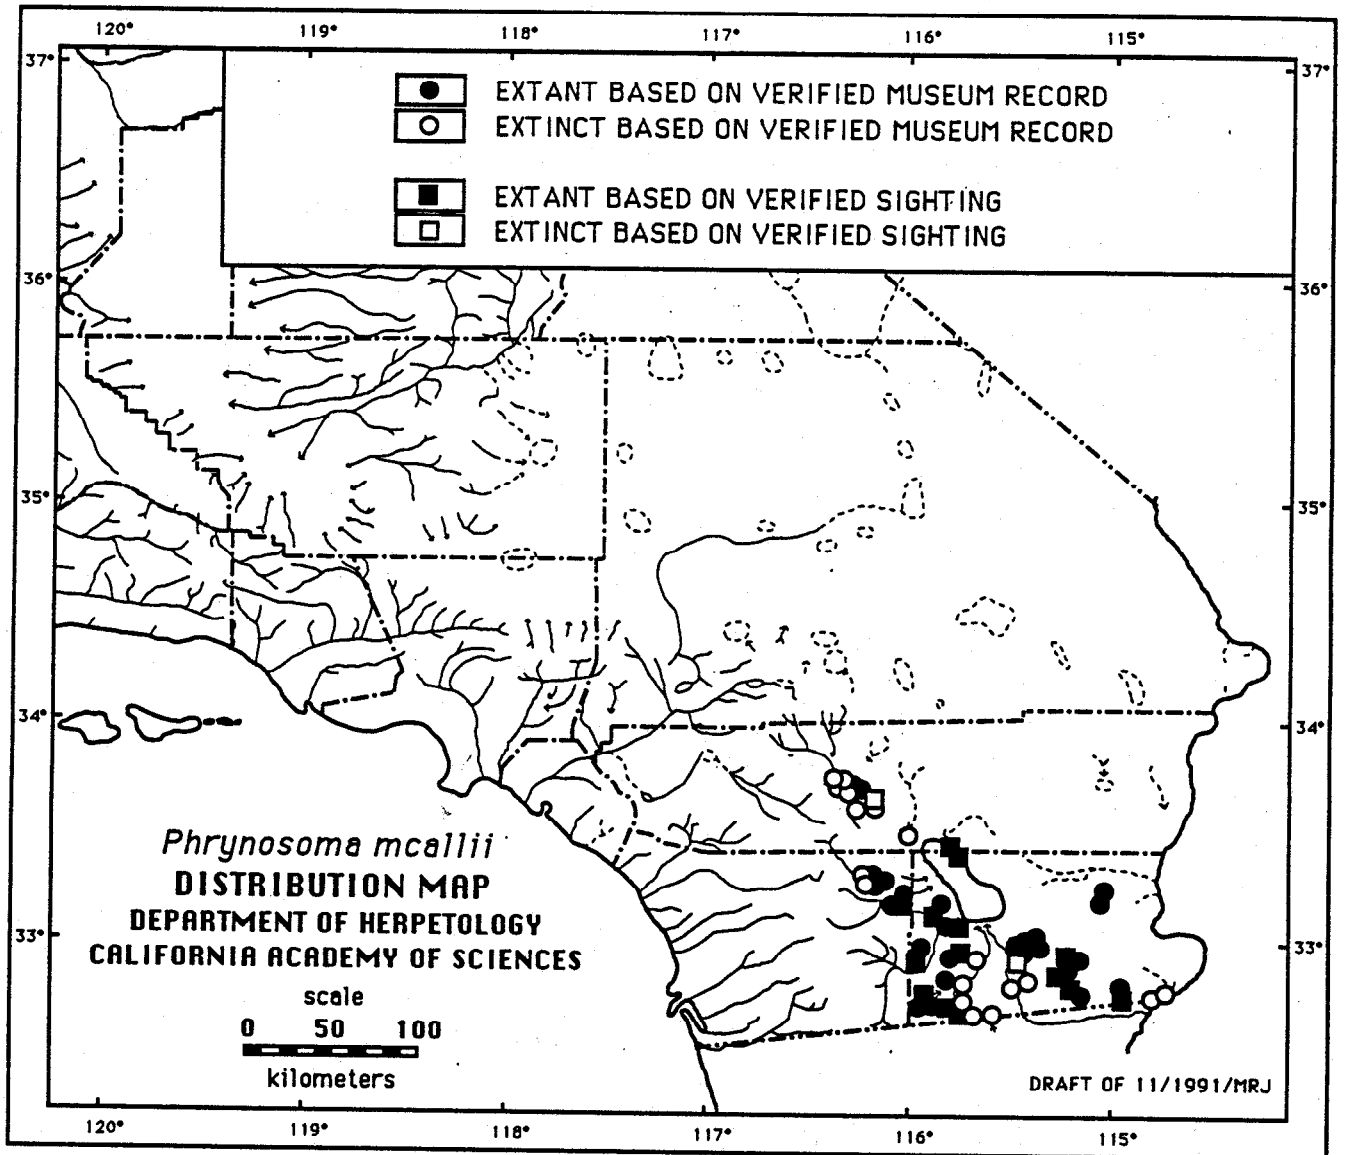 120° 119° 118° 117° 116° 115°
37° 37°
EXTANT BASED ON VERIFIED MUSEUM RECORD
EXTINCT BASED ON VERIFIED MUSEUM RECORD
EXTANT BASED ON VERIFIED SIGHTING
EXTINCT BASED ON VERIFIED SIGHTING
36° 36°
35° 35°
34° 34°
Phrynosoma mcallii
DISTRIBUTION MAP
DEPARTMENT OF HERPETOLOGY
CALIFORNIA ACADEMY OF SCIENCES
33° 33°
scale
0 50 100
kilometers
DRAFT OF 11/1991/MRJ
120° 119° 118° 117° 116° 115°